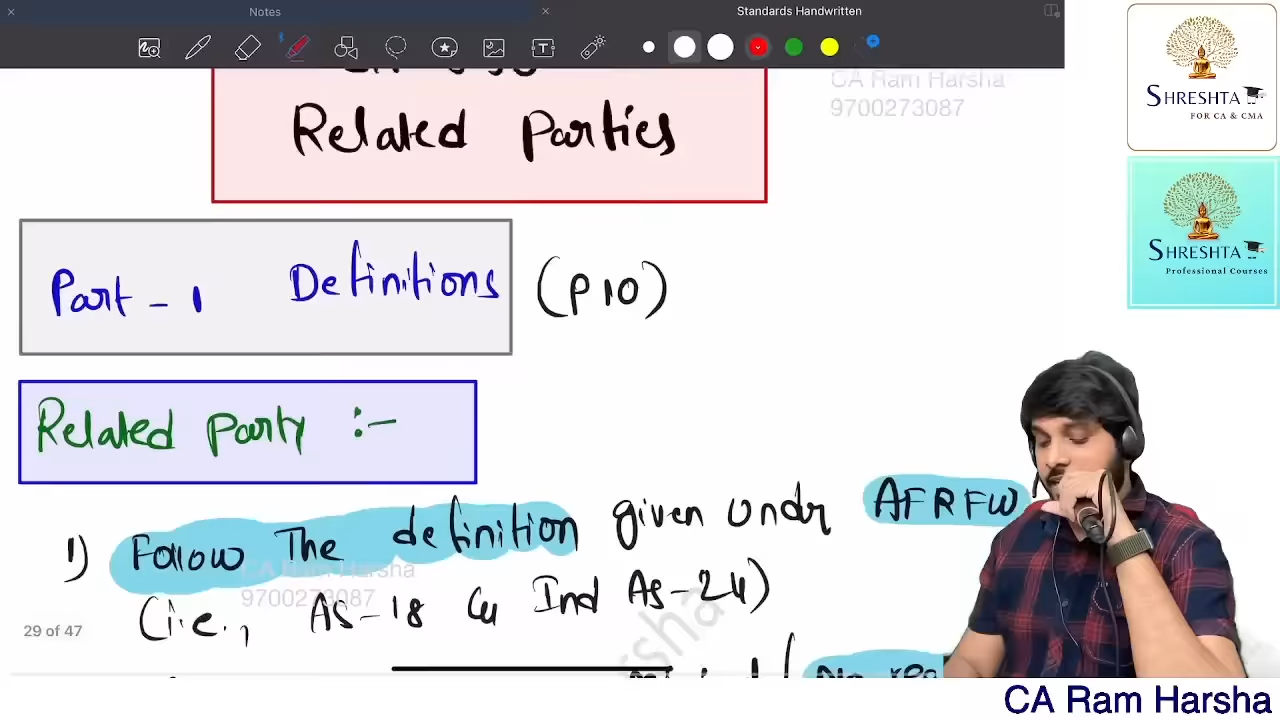 Notes
Standards Handwritten
CA Ram Harsha
9700273087
Related Parties
Part - 1 Definitions (P10)
Related party :-
1) Follow The definition given under AFRFW
(i.e., AS-18 Ind AS-24)
CA Ram Harsha
9700273087
29 of 47
SHRESHTA
FOR CA & CMA
SHRESHTA
Professional Courses
CA Ram Harsha